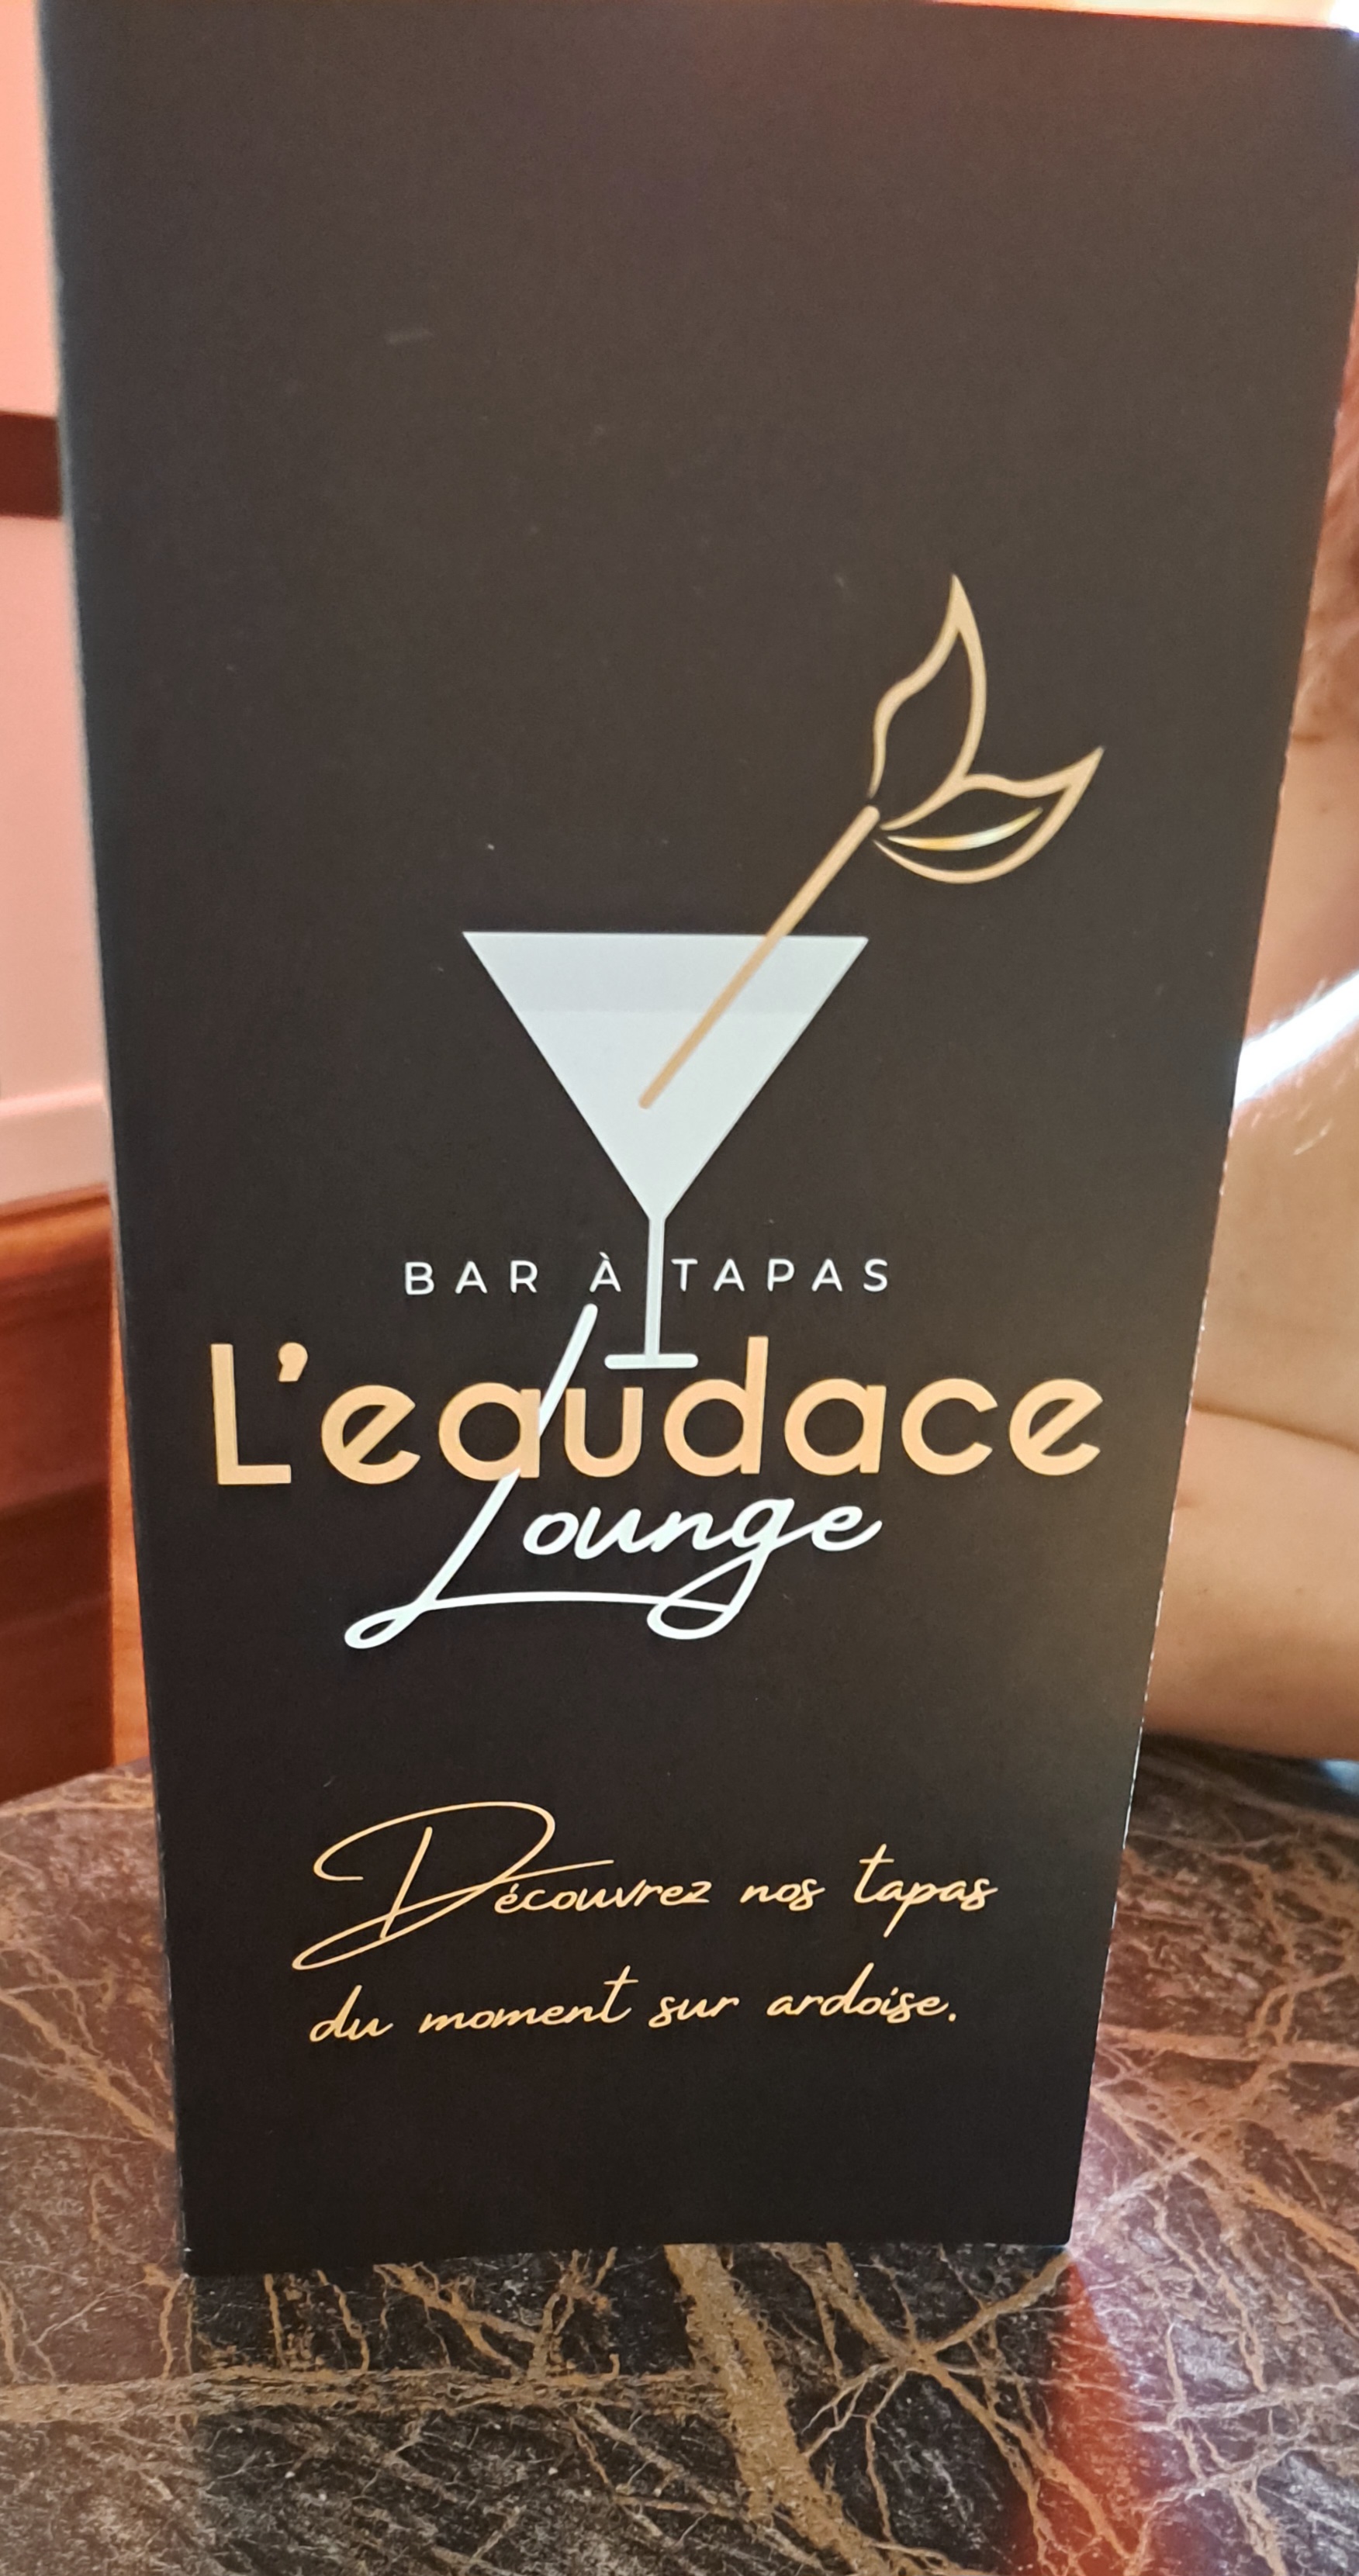 BAR À TAPAS
L'eaudace
Lounge
Découvrez nos tapas
du moment sur ardoise.